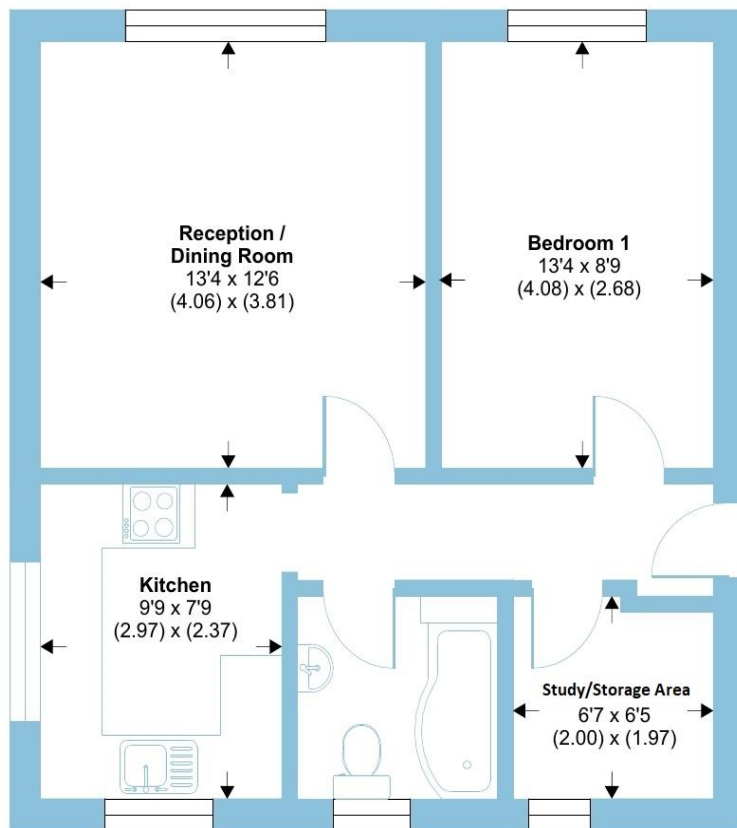 Reception /
Dining Room
13'4 x 12'6
(4.06) x (3.81)
Bedroom 1
13'4 x 8'9
(4.08) x (2.68)
Kitchen
9'9 x 7'9
(2.97) x (2.37)
Study/Storage Area
6'7 x 6'5
(2.00) x (1.97)